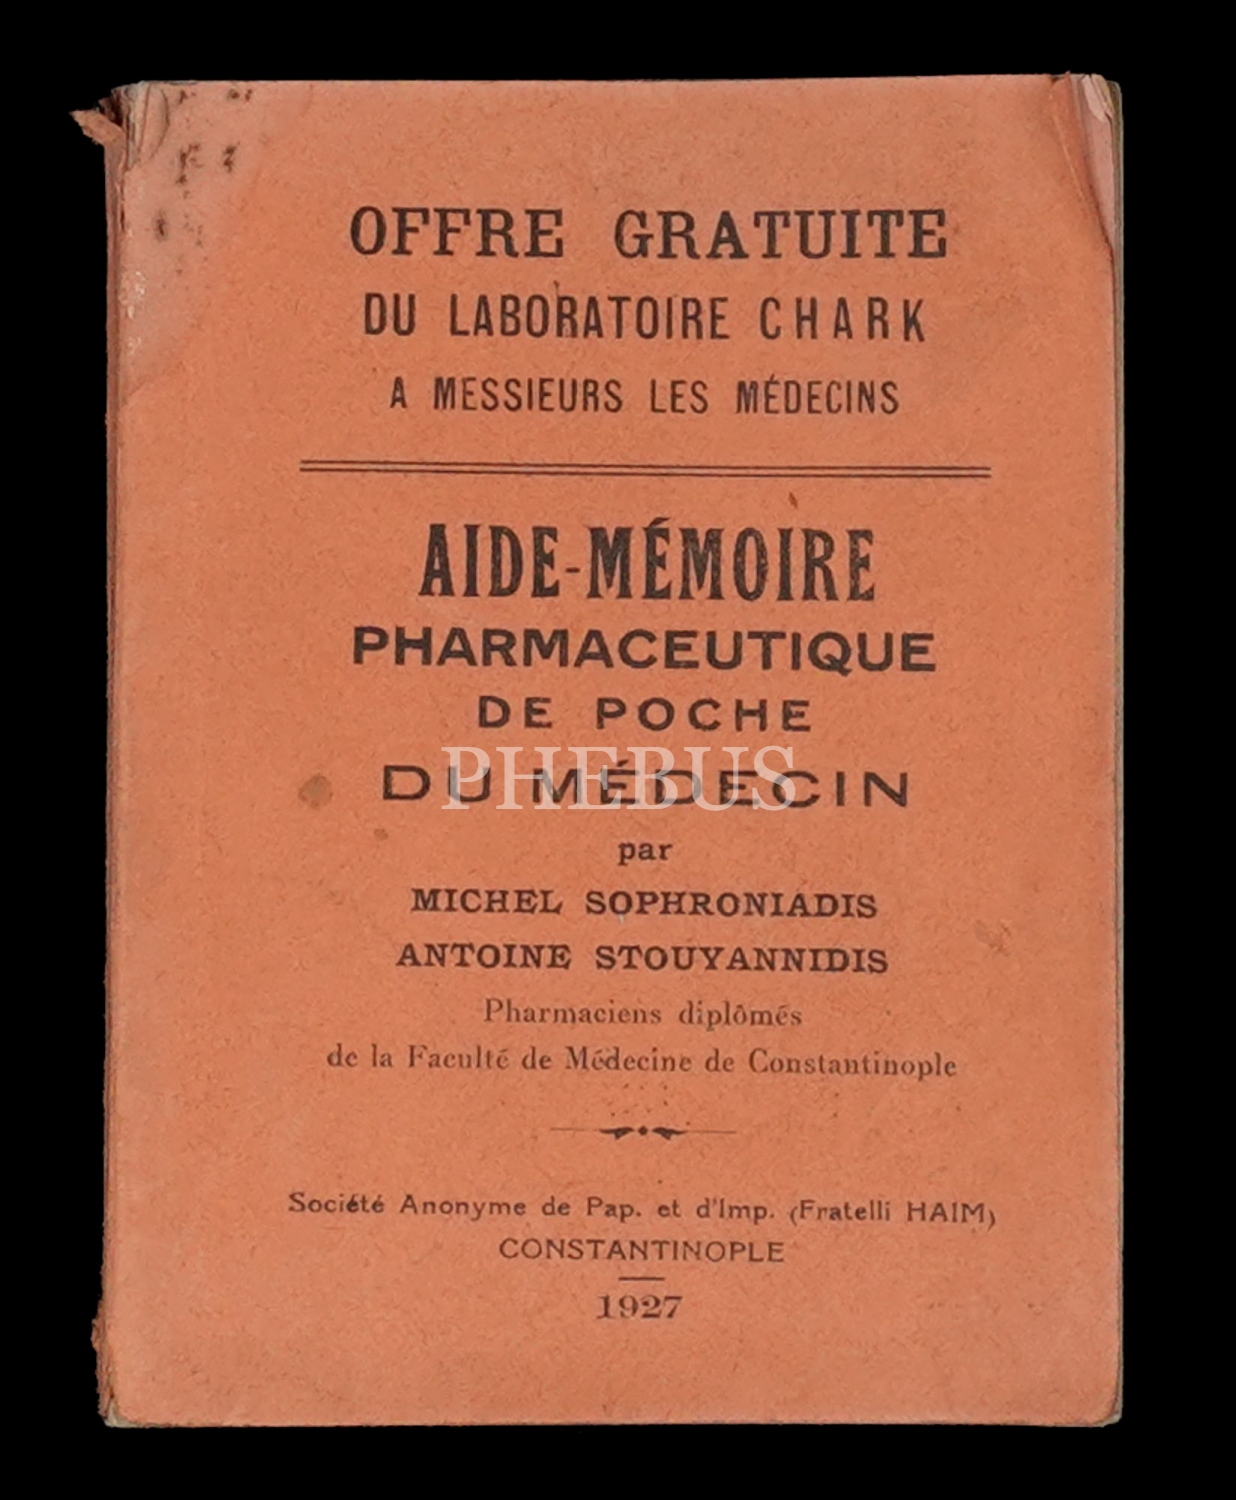 OFFRE GRATUITE
DU LABORATOIRE CHARK
A MESSIEURS LES MÉDECINS
AIDE-MÉMOIRE
PHARMACEUTIQUE
DE POCHE
DU MÉDECIN
PHEBUS
par
MICHEL SOPHRONIADIS
ANTOINE STOUYANNIDIS
Pharmaciens diplômés
de la Faculté de Médecine de Constantinople
Société Anonyme de Pap. et d'Imp. (Fratelli HAIM)
CONSTANTINOPLE
1927